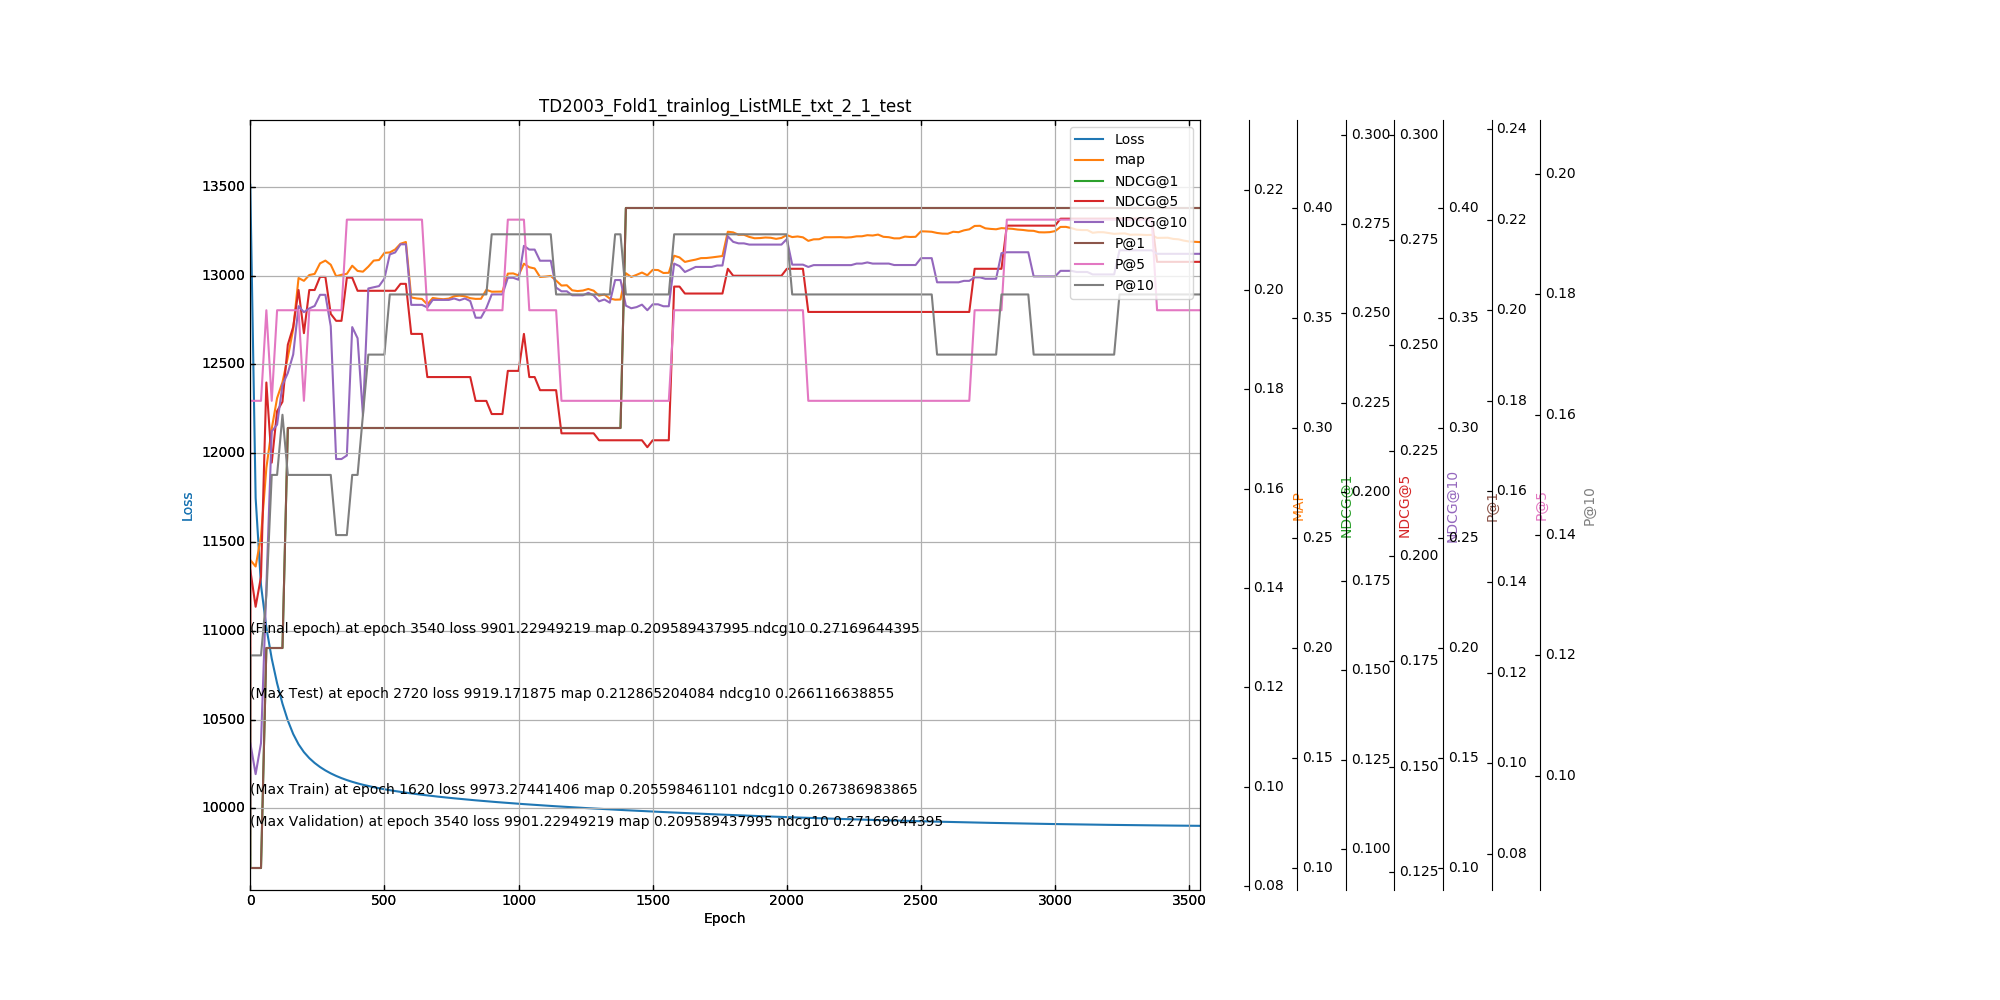 TD2003_Fold1_trainlog_ListMLE_txt_2_1_test
Loss
map
NDCG@1
NDCG@5
NDCG@10
P@1
P@5
P@10
13500
13000
12500
12000
11500
11000
10500
10000
Loss
(Final epoch) at epoch 3540 loss 9901.22949219 map 0.209589437995 ndcg10 0.27169644395
(Max Test) at epoch 2720 loss 9919.171875 map 0.212865204084 ndcg10 0.266116638855
(Max Train) at epoch 1620 loss 9973.27441406 map 0.205598461101 ndcg10 0.267386983865
(Max Validation) at epoch 3540 loss 9901.22949219 map 0.209589437995 ndcg10 0.27169644395
0 500 1000 1500 2000 2500 3000 3500
Epoch
0.22
0.20
0.18
0.16
0.14
0.12
0.10
0.08
MAP
0.40
0.35
0.30
0.25
0.20
0.15
0.10
NDCG@1
0.300
0.275
0.250
0.225
0.200
0.175
0.150
0.125
0.100
NDCG@5
0.300
0.275
0.250
0.225
0.200
0.175
0.150
0.125
NDCG@10
0.40
0.35
0.30
0.25
0.20
0.15
0.10
P@1
0.24
0.22
0.20
0.18
0.16
0.14
0.12
0.10
0.08
P@5
0.20
0.18
0.16
0.14
0.12
0.10
P@10